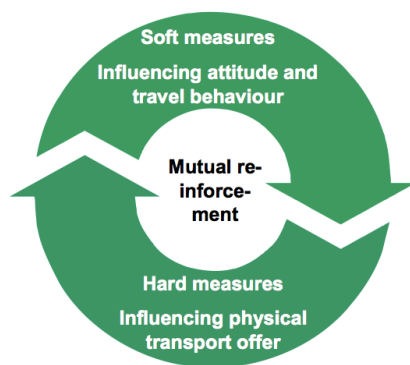 Soft measures
Influencing attitude and
travel behaviour
Mutual re-
inforce-
ment
Hard measures
Influencing physical
transport offer